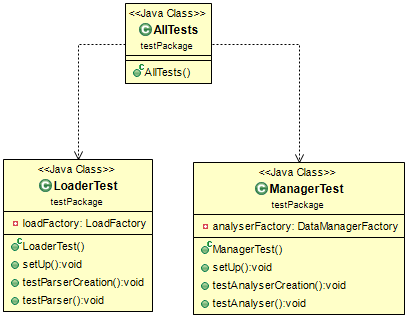 <<Java Class>>
AllTests
testPackage
AllTests()
<<Java Class>>
LoaderTest
testPackage
loadFactory: LoadFactory
LoaderTest()
setUp():void
testParserCreation():void
testParser():void
<<Java Class>>
ManagerTest
testPackage
analyserFactory: DataManagerFactory
ManagerTest()
setUp():void
testAnalyserCreation():void
testAnalyser():void